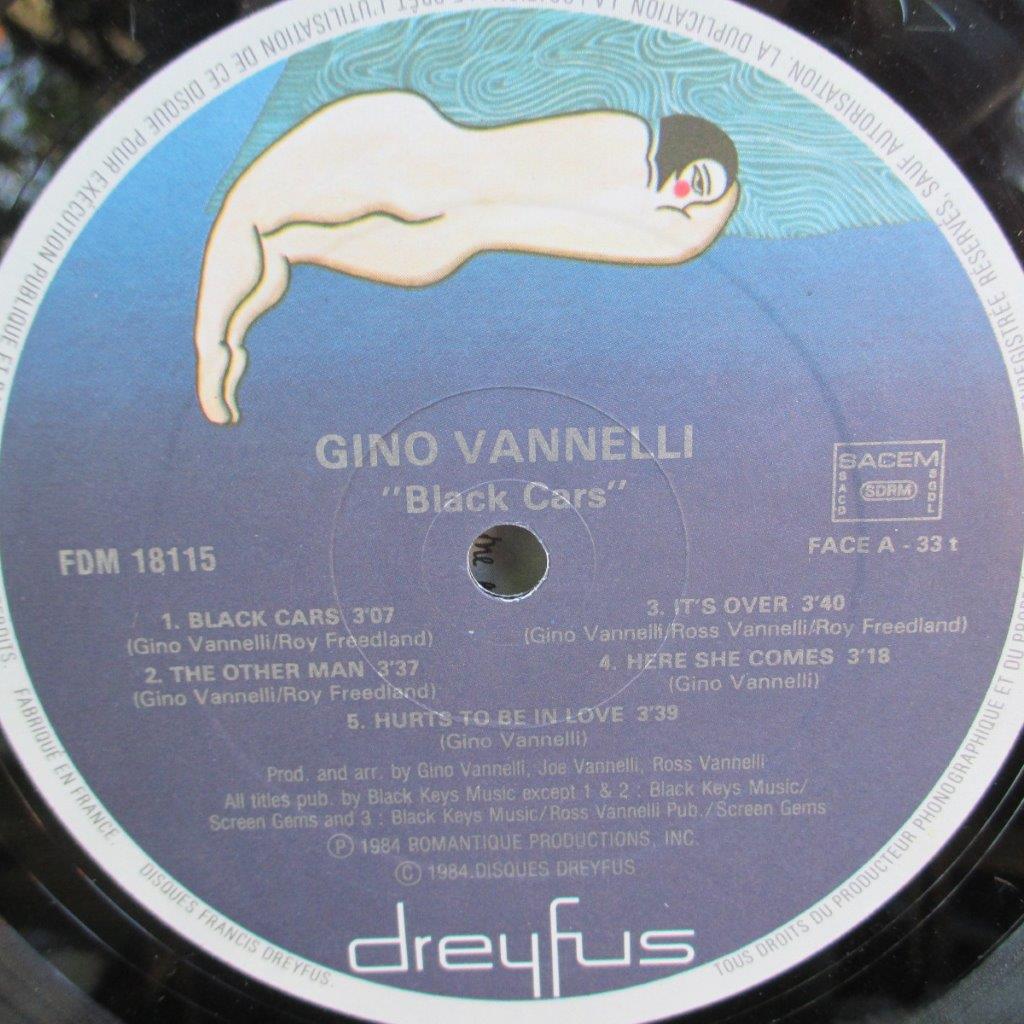 GINO VANNELLI
"Black Cars"
SACEM
SACD
SDRM
SGDL
FDM 18115
FACE A - 33 t
1. BLACK CARS 3'07
(Gino Vannelli/Roy Freedland)
2. THE OTHER MAN 3'37
(Gino Vannelli/Roy Freedland)
3. IT'S OVER 3'40
(Gino Vannelli/Ross Vannelli/Roy Freedland)
4. HERE SHE COMES 3'18
(Gino Vannelli)
5. HURTS TO BE IN LOVE 3'39
(Gino Vannelli)
Prod. and arr. by Gino Vannelli, Joe Vannelli, Ross Vannelli
All titles pub. by Black Keys Music except 1 & 2 : Black Keys Music/
Screen Gems and 3 : Black Keys Music/Ross Vannelli Pub./Screen Gems
Ⓟ 1984 ROMANTIQUE PRODUCTIONS, INC.
© 1984.DISQUES DREYFUS
dreyfus
DISQUES FRANCIS DREYFUS.
TOUS DROITS DU PRODUCTEUR PHONOGRAPHIQUE ET DU
RÉSERVÉS, SAUF AUTORISATION. LA DUPLICATION, LA
L'UTILISATION DE CE DISQUE POUR EXÉCUTION PUBLIQUE ET
FABRIQUÉ EN FRANCE.